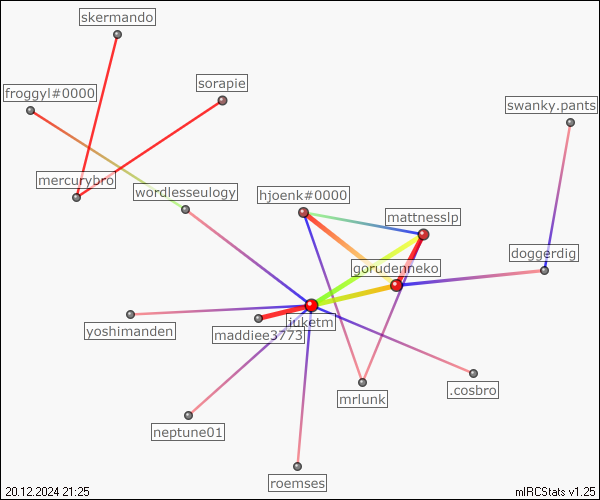 skermando
sorapie
froggyl#0000
swanky.pants
mercurybro
wordlesseulogy
hjoenk#0000
mattnesslp
doggerdig
gorudenneko
juketm
yoshimanden
maddiee3773
.cosbro
mrlunk
neptune01
roemses
20.12.2024 21:25
mIRCStats v1.25